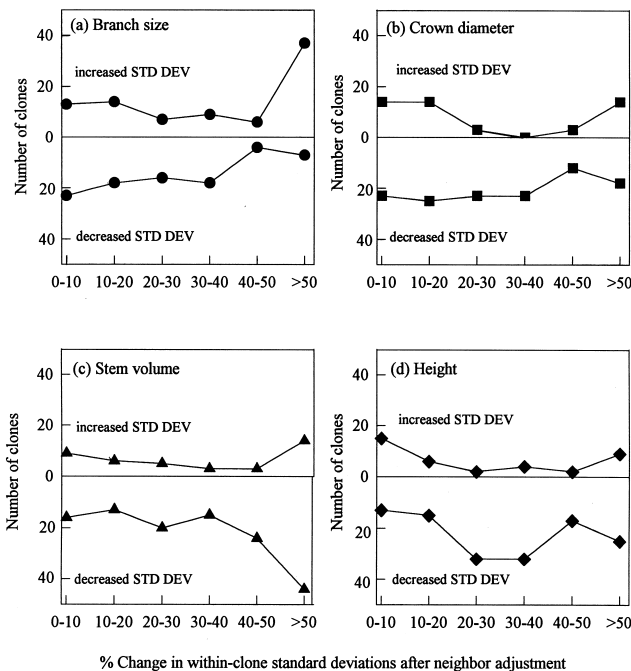 (a) Branch size
40
increased STD DEV
20
0
20
decreased STD DEV
40
Number of clones
0-10 10-20 20-30 30-40 40-50 >50
(b) Crown diameter
40
increased STD DEV
20
0
20
decreased STD DEV
40
Number of clones
0-10 10-20 20-30 30-40 40-50 >50
(c) Stem volume
40
increased STD DEV
20
0
20
decreased STD DEV
40
Number of clones
0-10 10-20 20-30 30-40 40-50 >50
(d) Height
40
increased STD DEV
20
0
20
decreased STD DEV
40
Number of clones
0-10 10-20 20-30 30-40 40-50 >50
% Change in within-clone standard deviations after neighbor adjustment